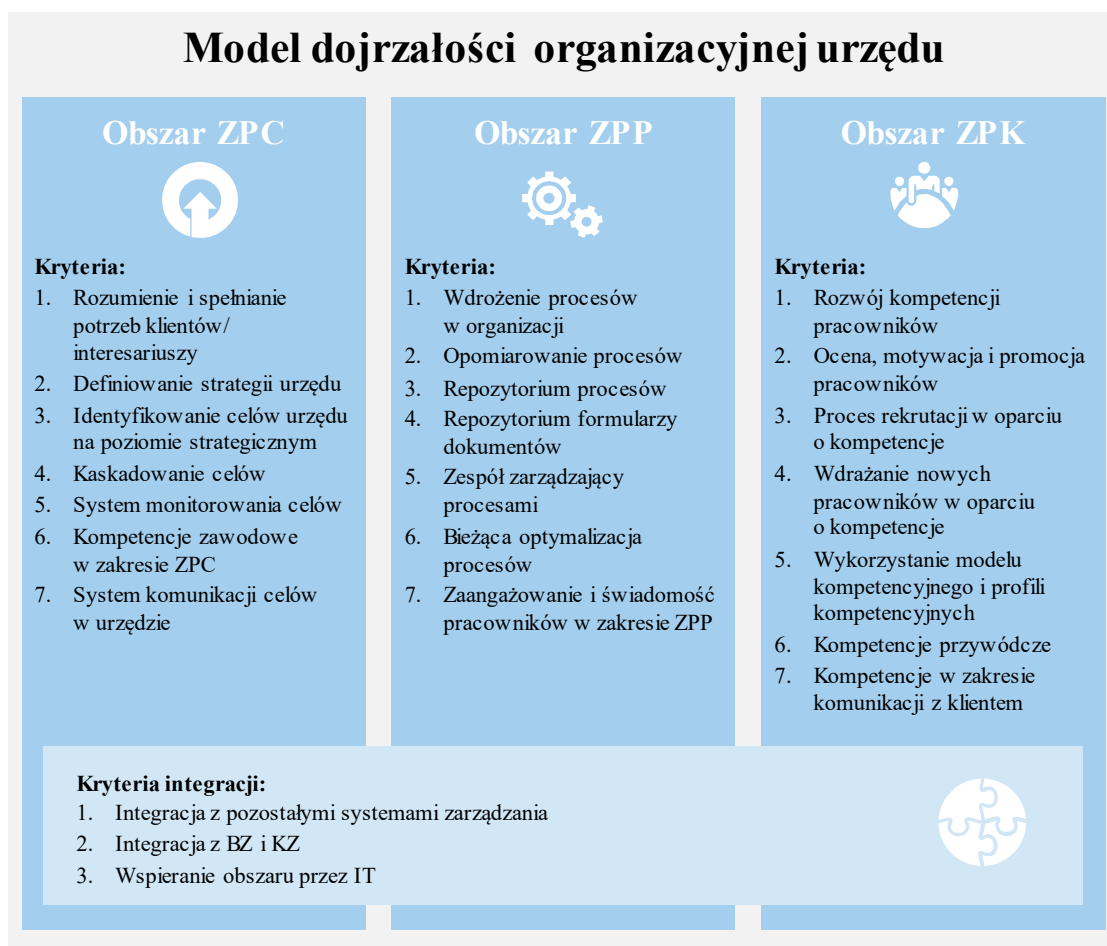 Model dojrzałości organizacyjnej urzędu
Obszar ZPC
Kryteria:
1. Rozumienie i spełnianie
potrzeb klientów/
interesariuszy
2. Definiowanie strategii urzędu
3. Identyfikowanie celów urzędu
na poziomie strategicznym
4. Kaskadowanie celów
5. System monitorowania celów
6. Kompetencje zawodowe
w zakresie ZPC
7. System komunikacji celów
w urzędzie
Obszar ZPP
Kryteria:
1. Wdrożenie procesów
w organizacji
2. Opomiarowanie procesów
3. Repozytorium procesów
4. Repozytorium formularzy
dokumentów
5. Zespół zarządzający
procesami
6. Bieżąca optymalizacja
procesów
7. Zaangażowanie i świadomość
pracowników w zakresie ZPP
Obszar ZPK
Kryteria:
1. Rozwój kompetencji
pracowników
2. Ocena, motywacja i promocja
pracowników
3. Proces rekrutacji w oparciu
o kompetencje
4. Wdrażanie nowych
pracowników w oparciu
o kompetencje
5. Wykorzystanie modelu
kompetencyjnego i profili
kompetencyjnych
6. Kompetencje przywódcze
7. Kompetencje w zakresie
komunikacji z klientem
Kryteria integracji:
1. Integracja z pozostałymi systemami zarządzania
2. Integracja z BZ i KZ
3. Wspieranie obszaru przez IT